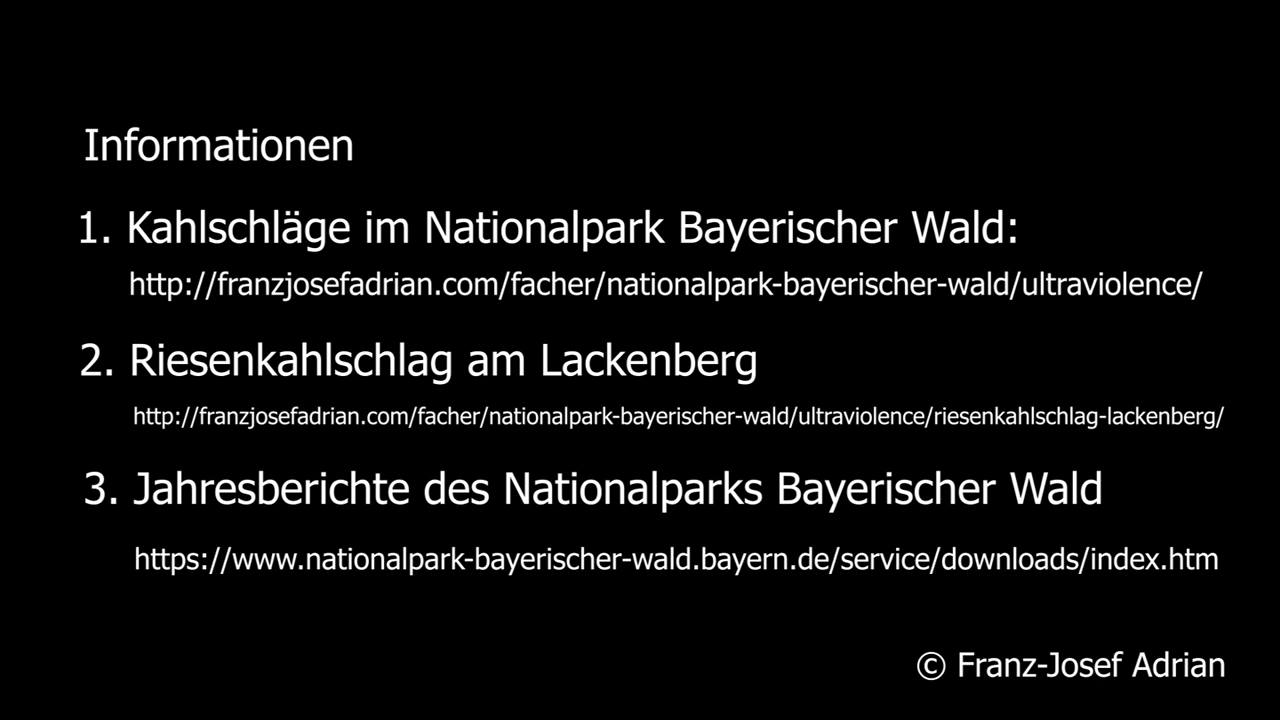 Informationen
1. Kahlschläge im Nationalpark Bayerischer Wald:
http://franzjosefadrian.com/facher/nationalpark-bayerischer-wald/ultraviolence/
2. Riesenkahlschlag am Lackenberg
http://franzjosefadrian.com/facher/nationalpark-bayerischer-wald/ultraviolence/riesenkahlschlag-lackenberg/
3. Jahresberichte des Nationalparks Bayerischer Wald
https://www.nationalpark-bayerischer-wald.bayern.de/service/downloads/index.htm
© Franz-Josef Adrian